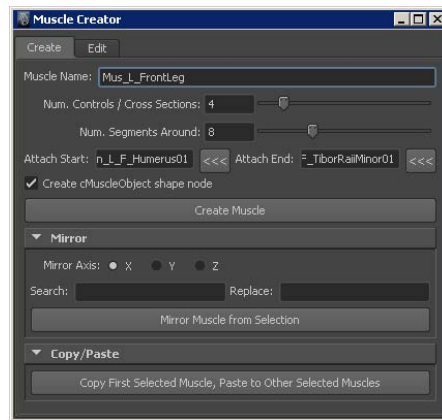 Muscle Creator
Create Edit
Muscle Name: Mus_L_FrontLeg
Num. Controls / Cross Sections: 4
Num. Segments Around: 8
Attach Start: n_L_F_Humerus01 <<< Attach End: F_TiborRaiiMinor01 <<<
Create cMuscleObject shape node
Create Muscle
Mirror
Mirror Axis: X Y Z
Search: Replace:
Mirror Muscle from Selection
Copy/Paste
Copy First Selected Muscle, Paste to Other Selected Muscles